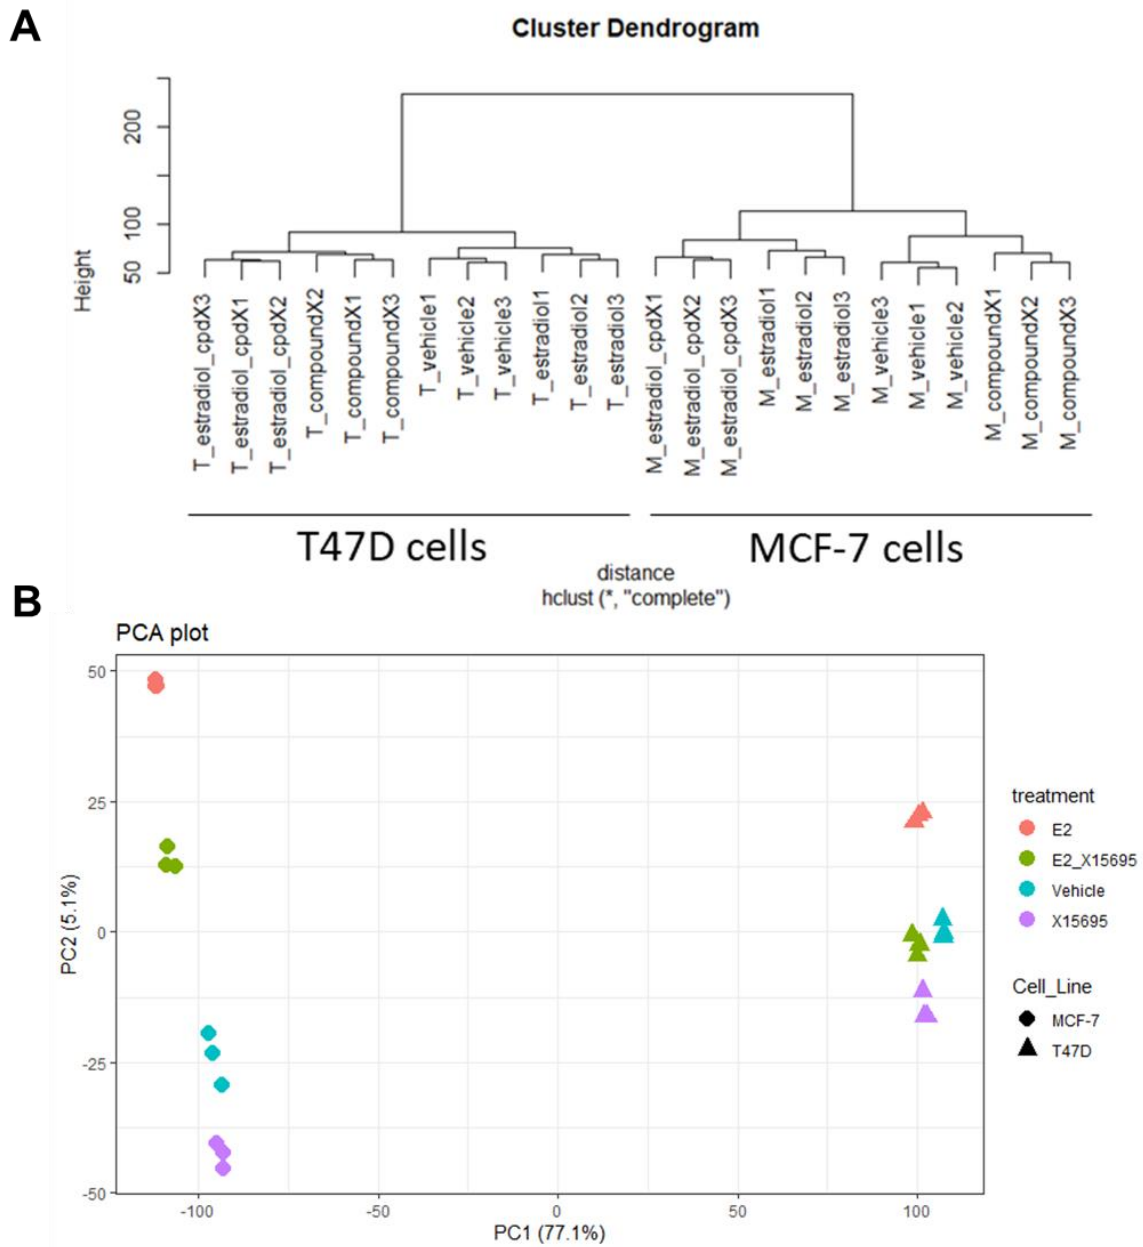 A
Cluster Dendrogram
Height
200
100
50
T_estradiol_cpdX3
T_estradiol_cpdX1
T_estradiol_cpdX2
T_compoundX2
T_compoundX1
T_compoundX3
T_vehicle1
T_vehicle2
T_vehicle3
T_estradiol1
T_estradiol2
T_estradiol3
M_estradiol_cpdX1
M_estradiol_cpdX2
M_estradiol_cpdX3
M_estradiol1
M_estradiol2
M_estradiol3
M_vehicle3
M_vehicle1
M_vehicle2
M_compoundX1
M_compoundX2
M_compoundX3
T47D cells
MCF-7 cells
distance
hclust (*, "complete")
B
PCA plot
PC2 (5.1%)
50
25
0
-25
-50
-100
-50
0
50
100
PC1 (77.1%)
treatment
E2
E2_X15695
Vehicle
X15695
Cell_Line
MCF-7
T47D